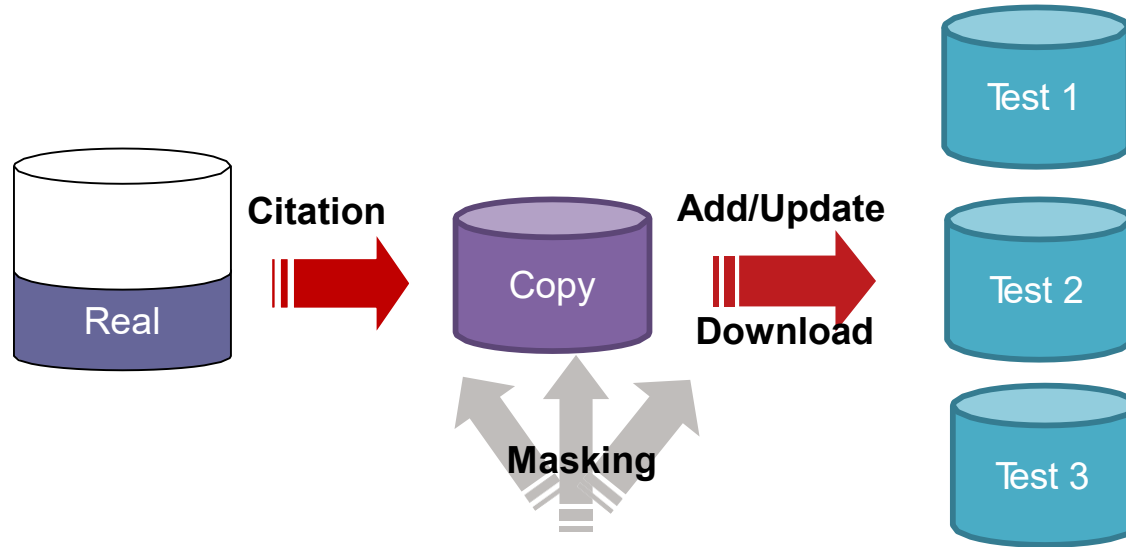 Real
Citation
Copy
Masking
Add/Update
Download
Test 1
Test 2
Test 3